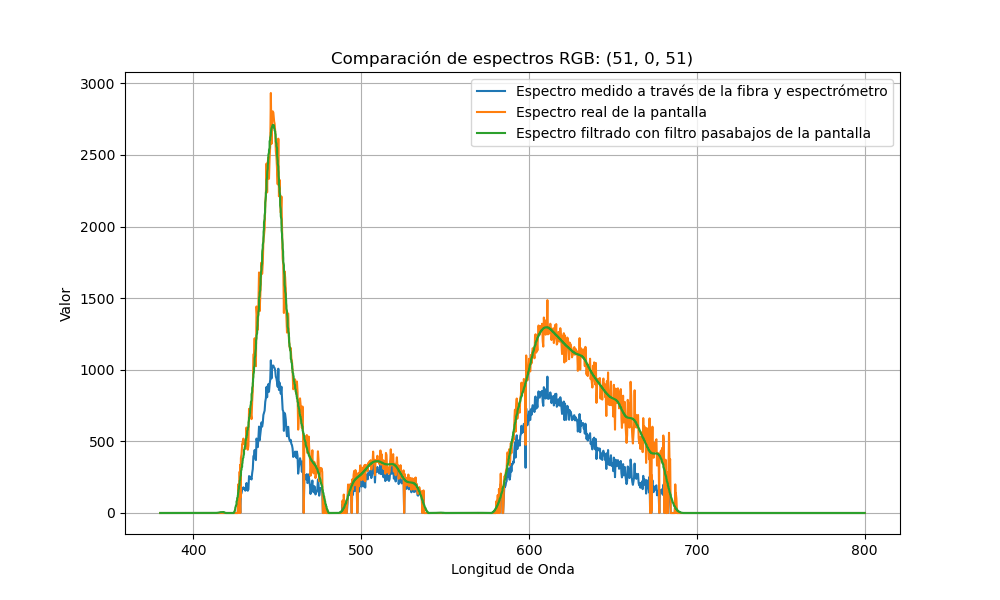 Comparación de espectros RGB: (51, 0, 51)
Espectro medido a través de la fibra y espectrómetro
Espectro real de la pantalla
Espectro filtrado con filtro pasabajos de la pantalla
3000
2500
2000
1500
1000
500
0
Valor
400 500 600 700 800
Longitud de Onda